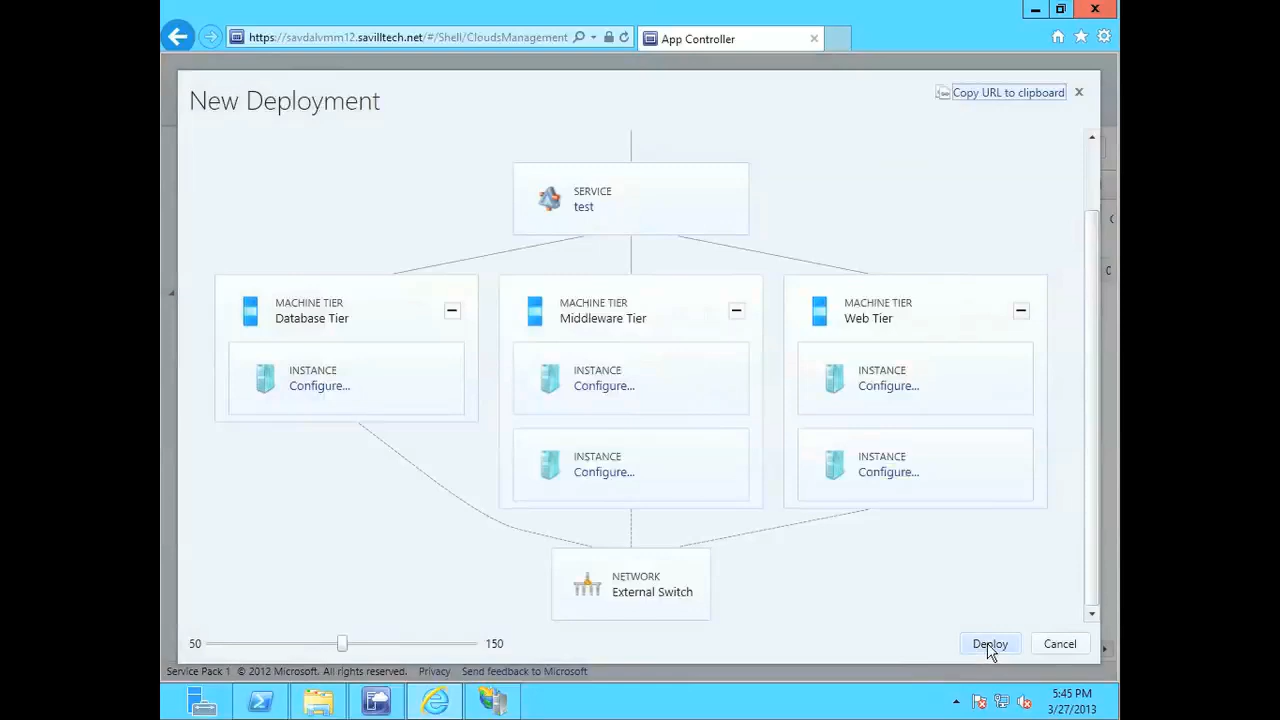 https://savdalvmm12.savilltech.net/#/Shell/CloudsManagement
App Controller
New Deployment
Copy URL to clipboard
SERVICE
test
MACHINE TIER
Database Tier
MACHINE TIER
Middleware Tier
MACHINE TIER
Web Tier
INSTANCE
Configure...
INSTANCE
Configure...
INSTANCE
Configure...
INSTANCE
Configure...
INSTANCE
Configure...
NETWORK
External Switch
50
150
Deploy
Cancel
Service Pack 1 © 2012 Microsoft. All rights reserved. Privacy Send feedback to Microsoft
5:45 PM
3/27/2013